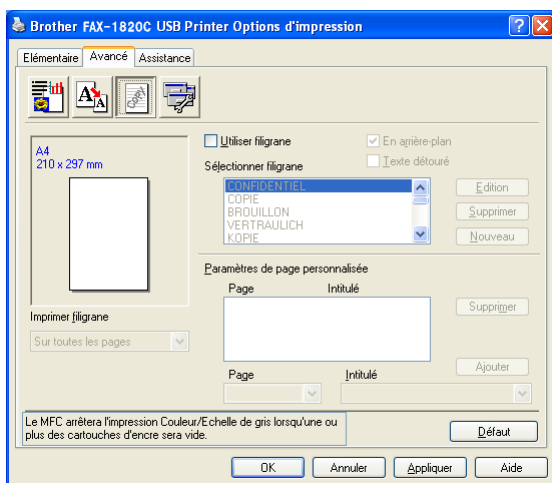 Brother FAX-1820C USB Printer Options d'impression
Elémentaire Avancé Assistance
A4
210 x 297 mm
Imprimer filigrane
Sur toutes les pages
Utiliser filigrane
En arrière-plan
Texte détouré
Sélectionner filigrane
CONFIDENTIEL
COPIE
BROUILLON
VERTRAULICH
KOPIE
Edition
Supprimer
Nouveau
Paramètres de page personnalisée
Page Intitulé
Supprimer
Ajouter
Page Intitulé
Le MFC arrêtera l'impression Couleur/Echelle de gris lorsqu'une ou
plus des cartouches d'encre sera vide.
Défaut
OK Annuler Appliquer Aide